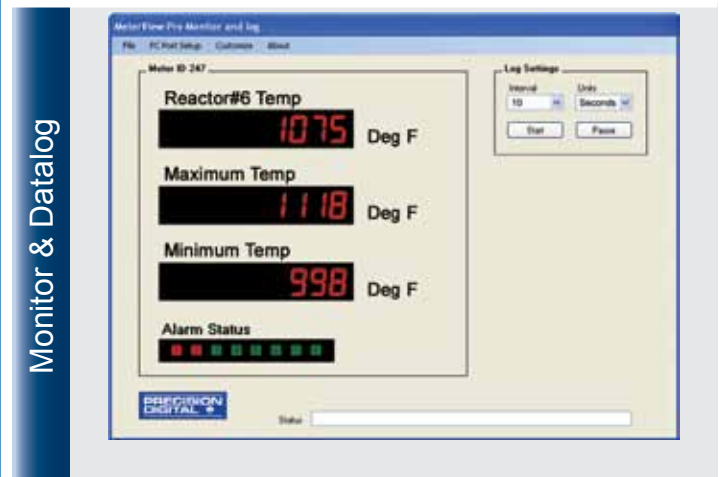 Monitor & Datalog
MeterView Pro Monitor and log
File PC Port Setup Customize About
Meter ID 247
Reactor#6 Temp
1075 Deg F
Maximum Temp
1118 Deg F
Minimum Temp
998 Deg F
Alarm Status
Log Settings
Interval Units
10 Seconds
Start Pause
PRECISION
DIGITAL
Status